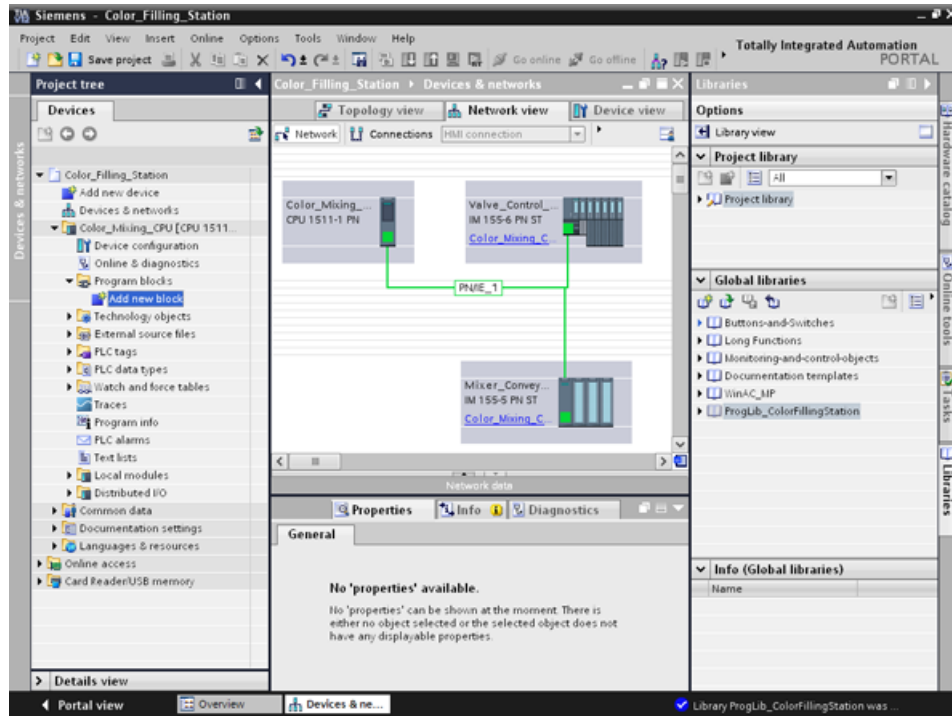 Siemens - Color_Filling_Station
Project Edit View Insert Online Options Tools Window Help
Save project
Go online
Go offline
Totally Integrated Automation
PORTAL
Project tree
Devices
Devices & networks
Color_Filling_Station
Add new device
Devices & networks
Color_Mixing_CPU [CPU 1511...
Device configuration
Online & diagnostics
Program blocks
Add new block
Technology objects
External source files
PLC tags
PLC data types
Watch and force tables
Traces
Program info
PLC alarms
Text lists
Local modules
Distributed I/O
Common data
Documentation settings
Languages & resources
Online access
Card Reader/USB memory
Details view
Color_Filling_Station Devices & networks
Topology view
Network view
Device view
Network
Connections
HMI connection
Color_Mixing_...
CPU 1511-1 PN
Valve_Control_...
IM 155-6 PN ST
Color_Mixing_C...
PN/IE_1
Mixer_Convey...
IM 155-5 PN ST
Color_Mixing_C...
Network data
Properties
Info
Diagnostics
General
No 'properties' available.
No 'properties' can be shown at the moment. There is
either no object selected or the selected object does not
have any displayable properties.
Libraries
Options
Library view
Project library
All
Project library
Global libraries
Buttons-and-Switches
Long Functions
Monitoring-and-control-objects
Documentation templates
WinAC_MP
ProgLib_ColorFillingStation
Info (Global libraries)
Name
Hardware catalog
Online tools
Tasks
Libraries
Portal view
Overview
Devices & ne...
Library ProgLib_ColorFillingStation was ...